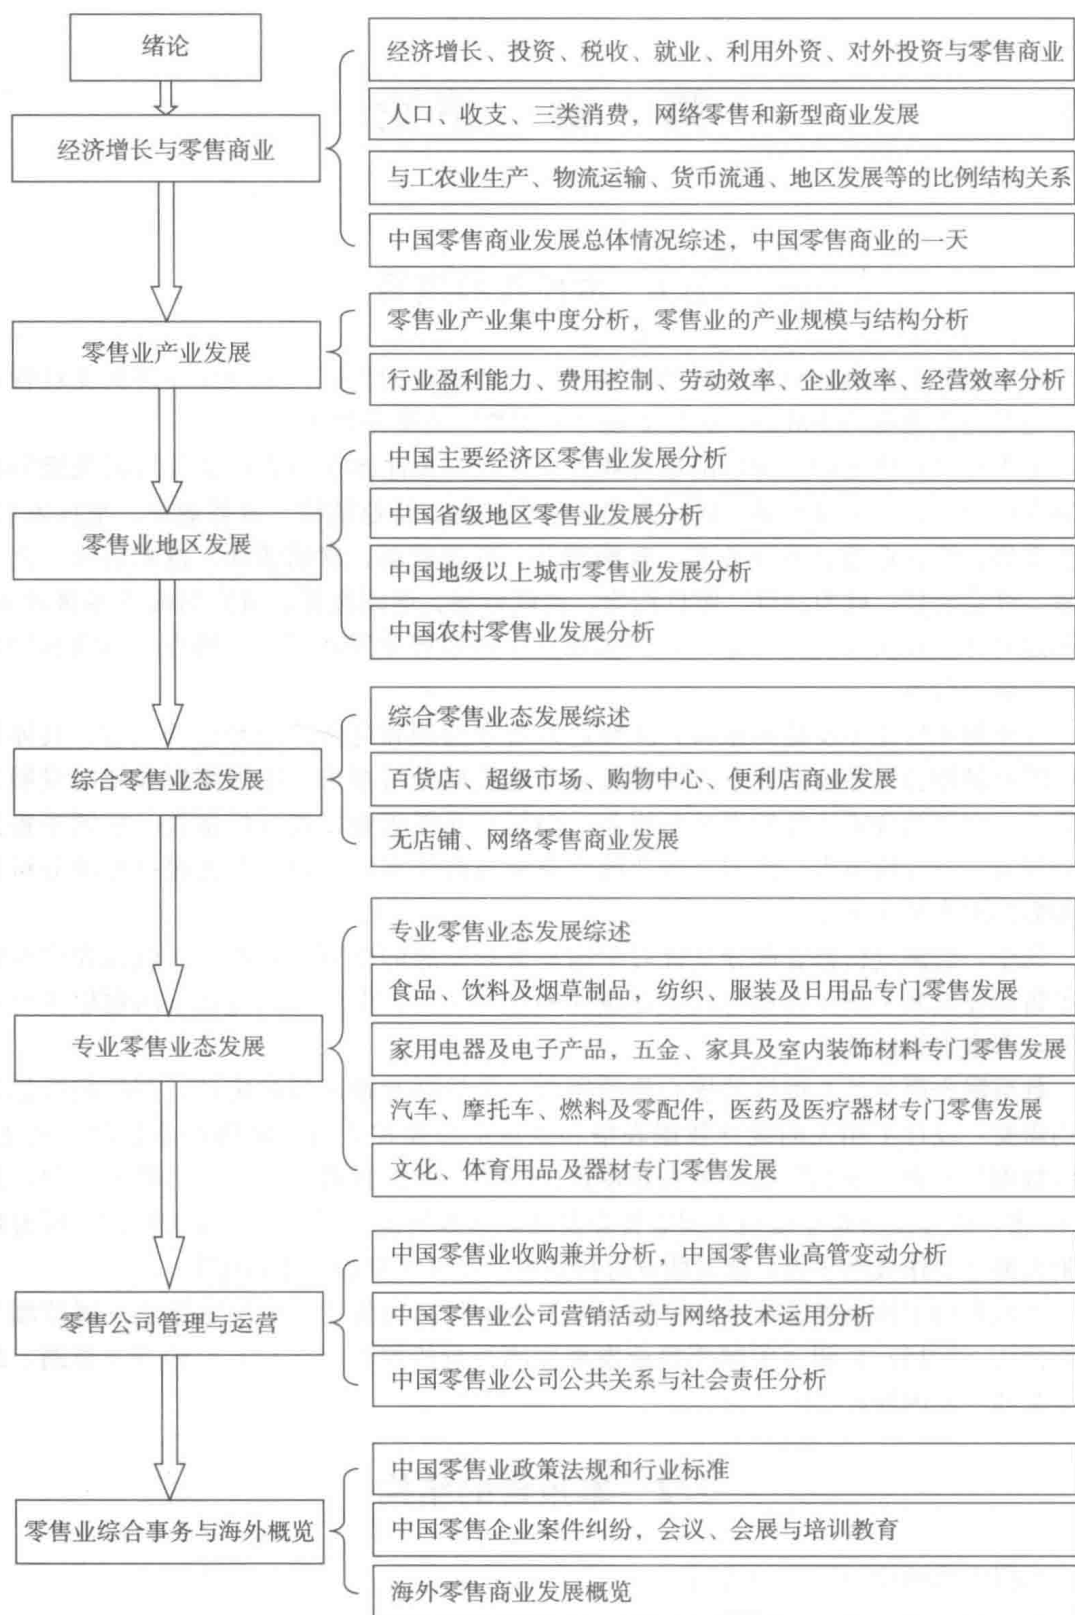 绪论
经济增长、投资、税收、就业、利用外资、对外投资与零售商业
人口、收支、三类消费，网络零售和新型商业发展
经济增长与零售商业
与工农业生产、物流运输、货币流通、地区发展等的比例结构关系
中国零售商业发展总体情况综述，中国零售商业的一天
零售业产业集中度分析，零售业的产业规模与结构分析
零售业产业发展
行业盈利能力、费用控制、劳动效率、企业效率、经营效率分析
中国主要经济区零售业发展分析
中国省级地区零售业发展分析
零售业地区发展
中国地级以上城市零售业发展分析
中国农村零售业发展分析
综合零售业态发展综述
综合零售业态发展
百货店、超级市场、购物中心、便利店商业发展
无店铺、网络零售商业发展
专业零售业态发展综述
食品、饮料及烟草制品，纺织、服装及日用品专门零售发展
专业零售业态发展
家用电器及电子产品，五金、家具及室内装饰材料专门零售发展
汽车、摩托车、燃料及零配件，医药及医疗器材专门零售发展
文化、体育用品及器材专门零售发展
中国零售业收购兼并分析，中国零售业高管变动分析
零售公司管理与运营
中国零售业公司营销活动与网络技术运用分析
中国零售业公司公共关系与社会责任分析
中国零售业政策法规和行业标准
零售业综合事务与海外概览
中国零售企业案件纠纷，会议、会展与培训教育
海外零售商业发展概览